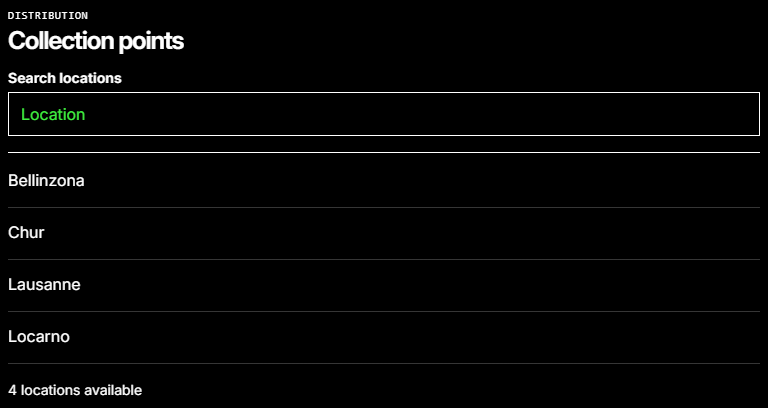 DISTRIBUTION
Collection points
Search locations
Location
Bellinzona
Chur
Lausanne
Locarno
4 locations available